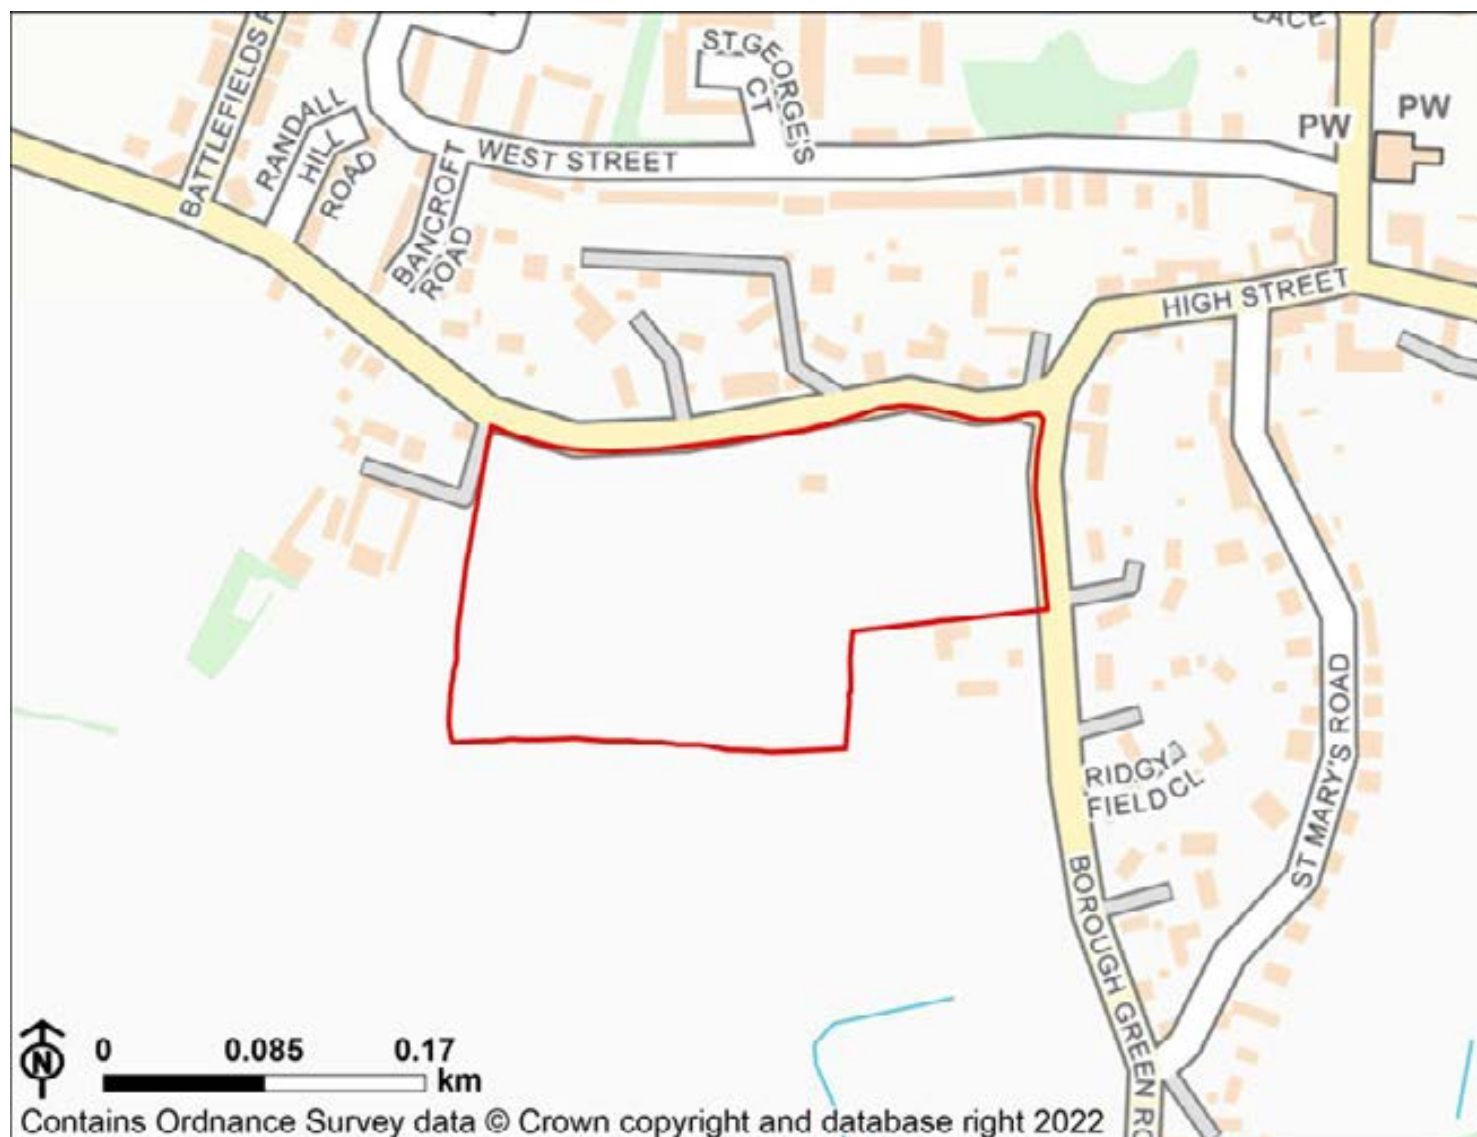 LACE
ST GEORGE'S
CT
BATTLEFIELDS R
RANDALL
HILL
ROAD
PW
PW
WEST STREET
BANCROFT
ROAD
HIGH STREET
RIDGY
FIELD CL
ST MARY'S ROAD
BOROUGH GREEN RO
N
0 0.085 0.17
km
Contains Ordnance Survey data © Crown copyright and database right 2022